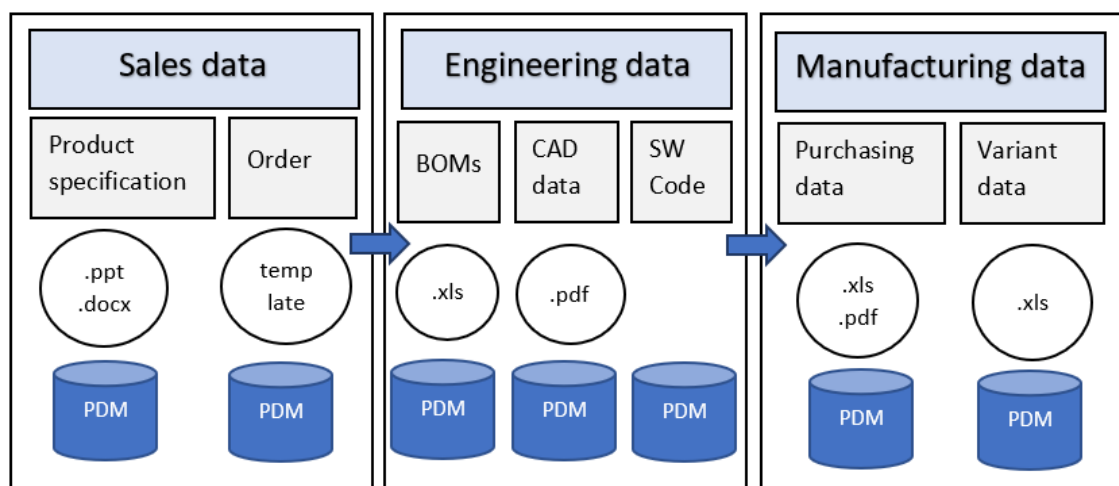 Sales data
Product
specification
Order
.ppt
.docx
temp
late
PDM
PDM
Engineering data
BOMs
CAD
data
SW
Code
.xls
.pdf
PDM
PDM
PDM
Manufacturing data
Purchasing
data
Variant
data
.xls
.pdf
.xls
PDM
PDM